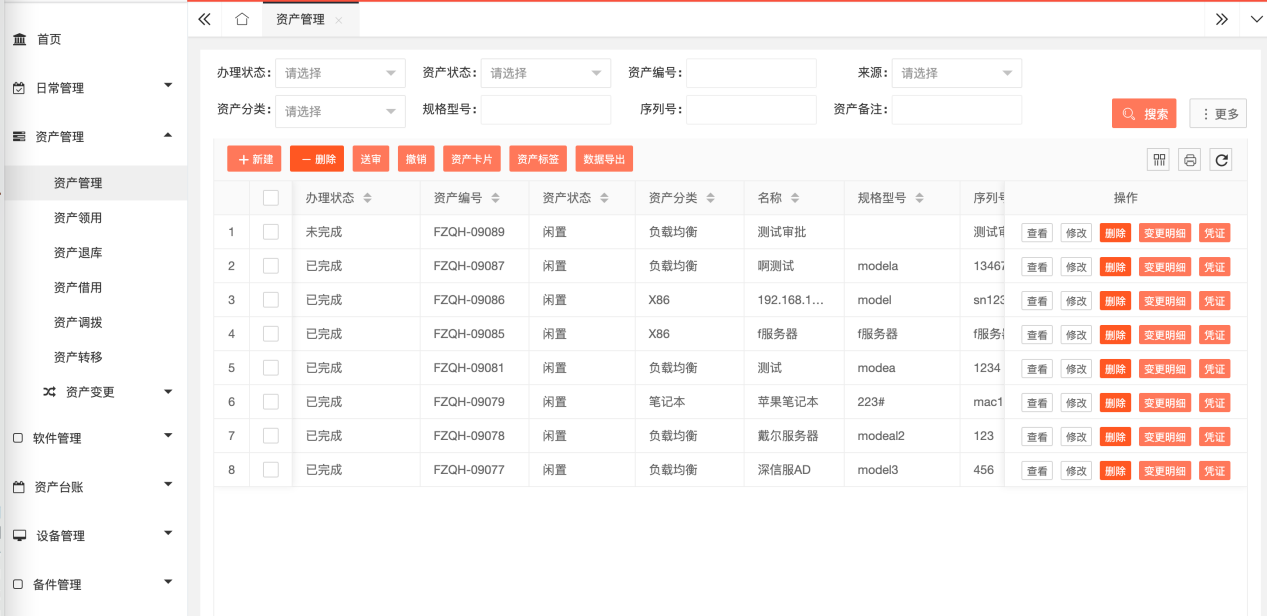 首页
日常管理
资产管理
资产管理
资产领用
资产退库
资产借用
资产调拨
资产转移
资产变更
软件管理
资产台账
设备管理
备件管理
资产管理
办理状态: 请选择 资产状态: 请选择 资产编号: 来源: 请选择
资产分类: 请选择 规格型号: 序列号: 资产备注: 搜索 更多
新建 删除 送审 撤销 资产卡片 资产标签 数据导出
办理状态 资产编号 资产状态 资产分类 名称 规格型号 序列号 操作
1 未完成 FZQH-09089 闲置 负载均衡 测试审批 测试审 查看 修改 删除 变更明细 凭证
2 已完成 FZQH-09087 闲置 负载均衡 啊测试 modela 13467 查看 修改 删除 变更明细 凭证
3 已完成 FZQH-09086 闲置 X86 192.168.1... model sn123 查看 修改 删除 变更明细 凭证
4 已完成 FZQH-09085 闲置 X86 f服务器 f服务器 f服务 查看 修改 删除 变更明细 凭证
5 已完成 FZQH-09081 闲置 负载均衡 测试 modea 1234 查看 修改 删除 变更明细 凭证
6 已完成 FZQH-09079 闲置 笔记本 苹果笔记本 223# mac1 查看 修改 删除 变更明细 凭证
7 已完成 FZQH-09078 闲置 负载均衡 戴尔服务器 modeal2 123 查看 修改 删除 变更明细 凭证
8 已完成 FZQH-09077 闲置 负载均衡 深信服AD model3 456 查看 修改 删除 变更明细 凭证